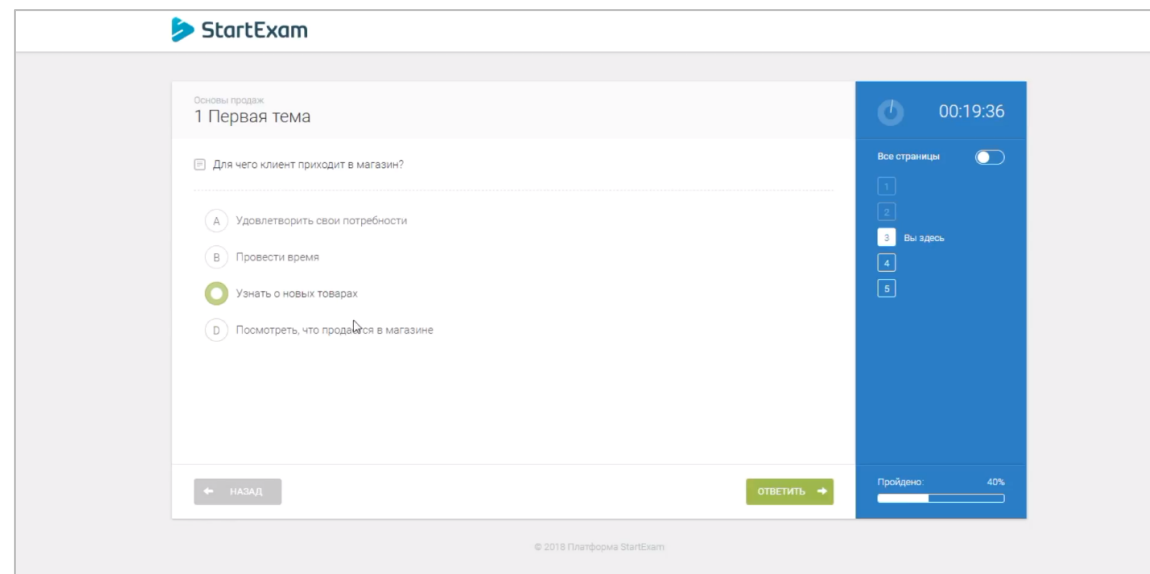 StartExam
Основы продаж
1 Первая тема
00:19:36
Для чего клиент приходит в магазин?
Все страницы
1
2
A Удовлетворить свои потребности
3 Вы здесь
B Провести время
4
Узнать о новых товарах
5
D Посмотреть, что продается в магазине
НАЗАД
ОТВЕТИТЬ
Пройдено: 40%
© 2018 Платформа StartExam